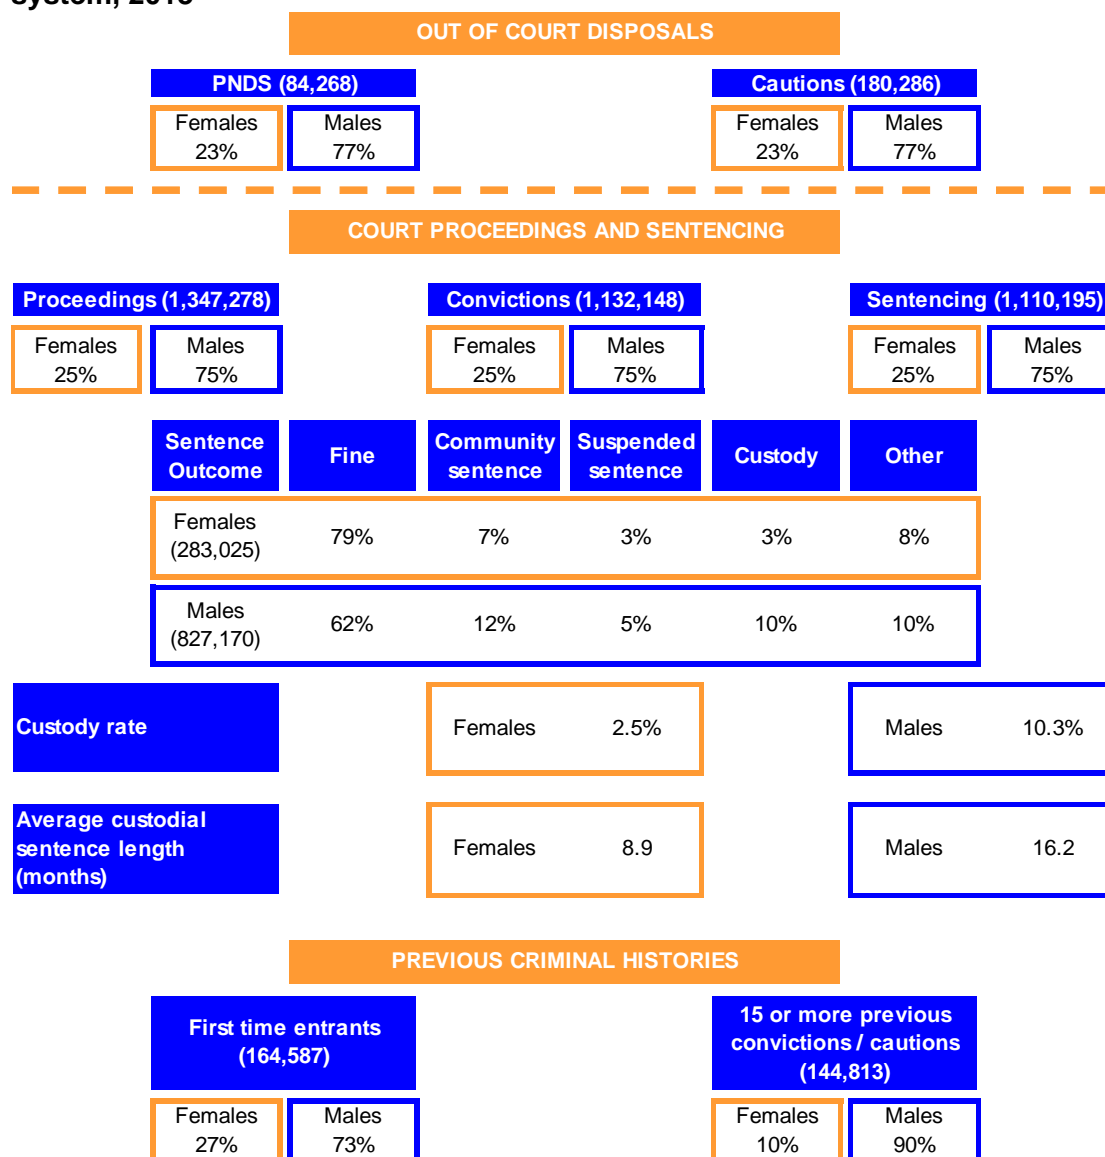 OUT OF COURT DISPOSALS
PNDS (84,268)
Cautions (180,286)
Females Males
23% 77%
Females Males
23% 77%
COURT PROCEEDINGS AND SENTENCING
Proceedings (1,347,278)
Convictions (1,132,148)
Sentencing (1,110,195)
Females Males
25% 75%
Females Males
25% 75%
Females Males
25% 75%
Sentence Outcome Fine Community sentence Suspended sentence Custody Other
Females (283,025) 79% 7% 3% 3% 8%
Males (827,170) 62% 12% 5% 10% 10%
Custody rate Females 2.5% Males 10.3%
Average custodial
sentence length
(months)
Females 8.9 Males 16.2
PREVIOUS CRIMINAL HISTORIES
First time entrants
(164,587)
15 or more previous
convictions / cautions
(144,813)
Females Males
27% 73%
Females Males
10% 90%